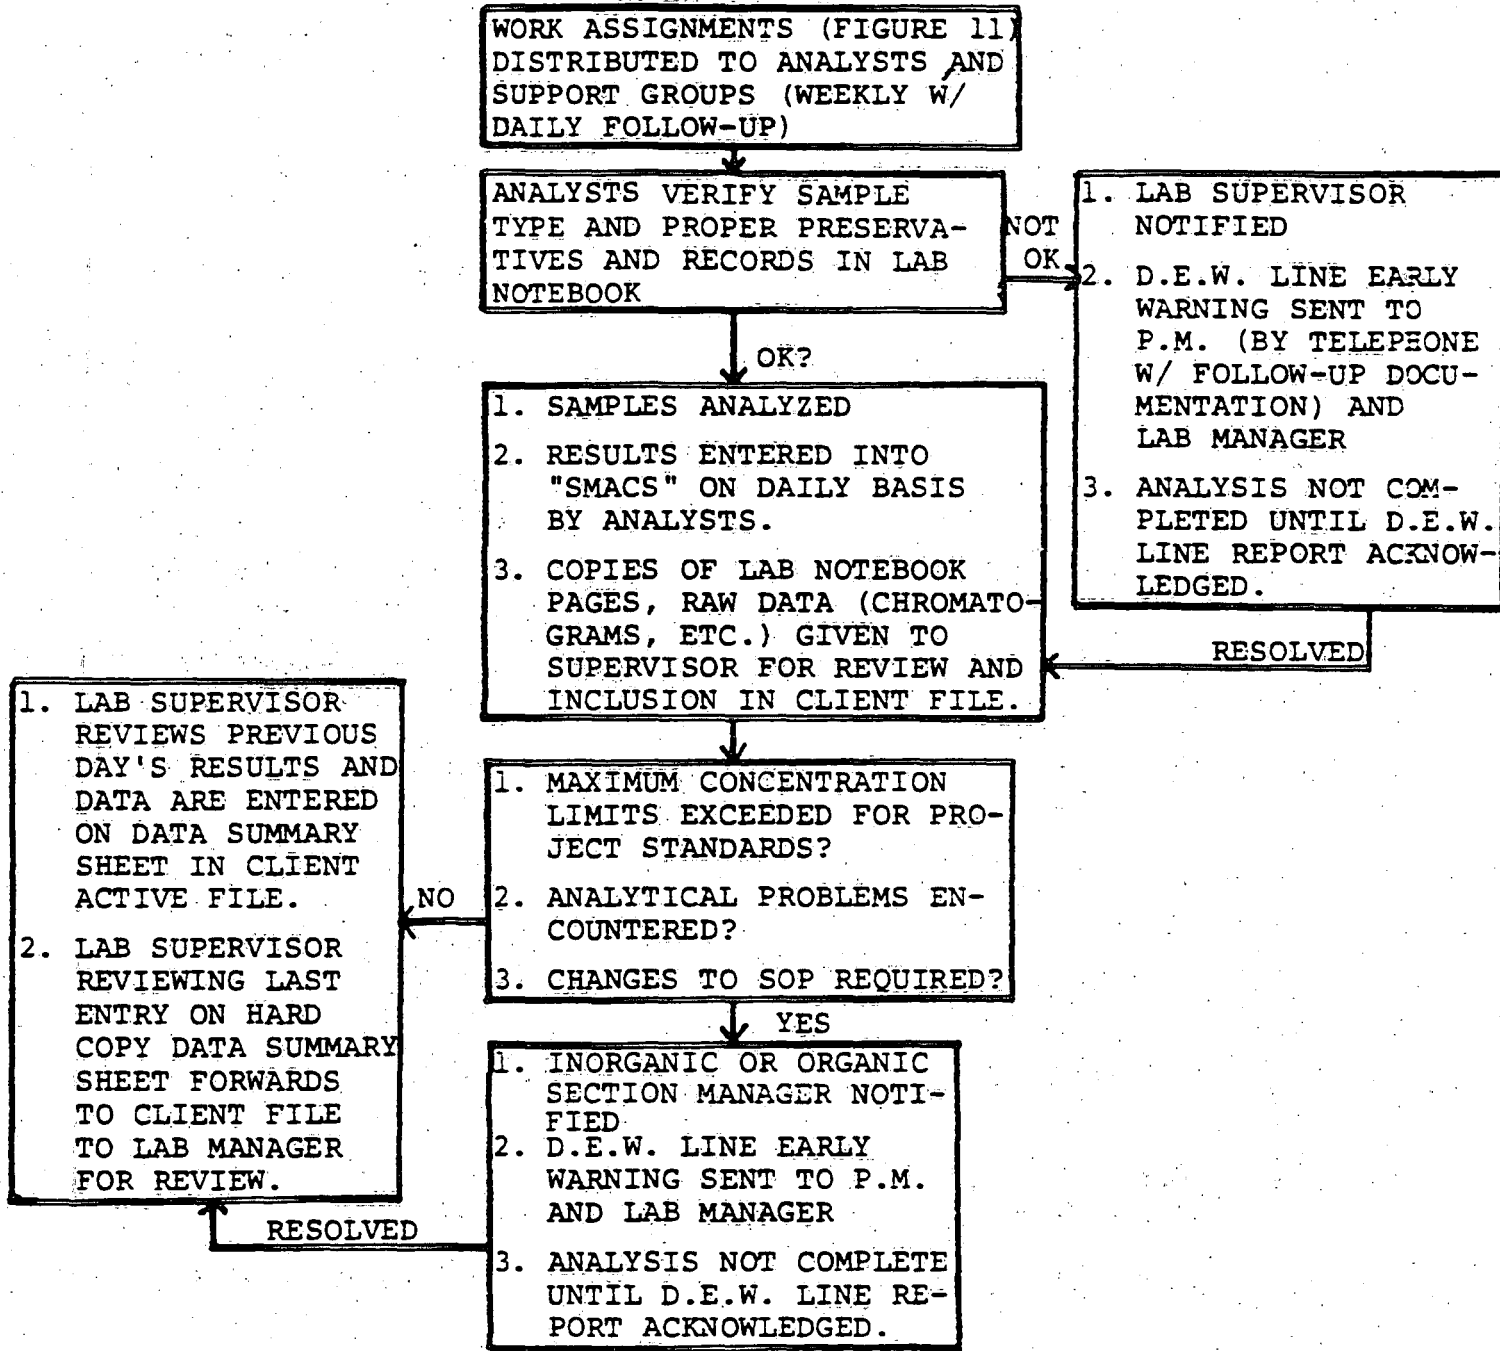 WORK ASSIGNMENTS (FIGURE 11)
DISTRIBUTED TO ANALYSTS AND
SUPPORT GROUPS (WEEKLY W/
DAILY FOLLOW-UP)
ANALYSTS VERIFY SAMPLE
TYPE AND PROPER PRESERVA-
TIVES AND RECORDS IN LAB
NOTEBOOK
NOT
OK
1. LAB SUPERVISOR
NOTIFIED
2. D.E.W. LINE EARLY
WARNING SENT TO
P.M. (BY TELEPHONE
W/ FOLLOW-UP DOCU-
MENTATION) AND
LAB MANAGER
3. ANALYSIS NOT COM-
PLETED UNTIL D.E.W.
LINE REPORT ACKNOW-
LEDGED.
OK?
1. SAMPLES ANALYZED
2. RESULTS ENTERED INTO
"SMACS" ON DAILY BASIS
BY ANALYSTS.
3. COPIES OF LAB NOTEBOOK
PAGES, RAW DATA (CHROMATO-
GRAMS, ETC.) GIVEN TO
SUPERVISOR FOR REVIEW AND
INCLUSION IN CLIENT FILE.
RESOLVED
1. MAXIMUM CONCENTRATION
LIMITS EXCEEDED FOR PRO-
JECT STANDARDS?
2. ANALYTICAL PROBLEMS EN-
COUNTERED?
3. CHANGES TO SOP REQUIRED?
NO
1. LAB SUPERVISOR
REVIEWS PREVIOUS
DAY'S RESULTS AND
DATA ARE ENTERED
ON DATA SUMMARY
SHEET IN CLIENT
ACTIVE FILE.
2. LAB SUPERVISOR
REVIEWING LAST
ENTRY ON HARD
COPY DATA SUMMARY
SHEET FORWARDS
TO CLIENT FILE
TO LAB MANAGER
FOR REVIEW.
YES
1. INORGANIC OR ORGANIC
SECTION MANAGER NOTI-
FIED
2. D.E.W. LINE EARLY
WARNING SENT TO P.M.
AND LAB MANAGER
3. ANALYSIS NOT COMPLETE
UNTIL D.E.W. LINE RE-
PORT ACKNOWLEDGED.
RESOLVED